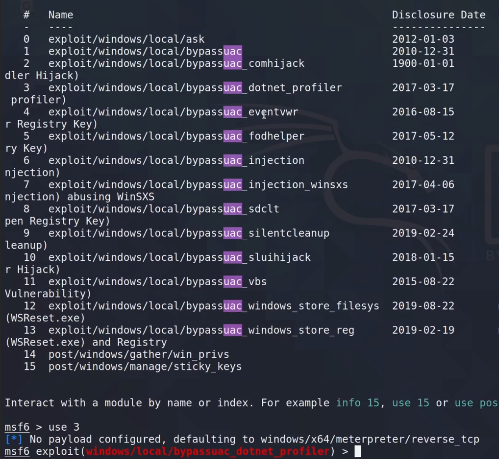 #   Name   Disclosure Date
-   ----   ---------------
0   exploit/windows/local/ask   2012-01-03
1   exploit/windows/local/bypassuac   2010-12-31
2   exploit/windows/local/bypassuac_comhijack   1900-01-01
dler Hijack)
3   exploit/windows/local/bypassuac_dotnet_profiler   2017-03-17
profiler)
4   exploit/windows/local/bypassuac_eventvwr   2016-08-15
r Registry Key)
5   exploit/windows/local/bypassuac_fodhelper   2017-05-12
ry Key)
6   exploit/windows/local/bypassuac_injection   2010-12-31
njection)
7   exploit/windows/local/bypassuac_injection_winsxs   2017-04-06
njection) abusing WinSXS
8   exploit/windows/local/bypassuac_sdclt   2017-03-17
pen Registry Key)
9   exploit/windows/local/bypassuac_silentcleanup   2019-02-24
leanup)
10   exploit/windows/local/bypassuac_sluihijack   2018-01-15
r Hijack)
11   exploit/windows/local/bypassuac_vbs   2015-08-22
Vulnerability)
12   exploit/windows/local/bypassuac_windows_store_filesys   2019-08-22
(WSReset.exe)
13   exploit/windows/local/bypassuac_windows_store_reg   2019-02-19
(WSReset.exe) and Registry
14   post/windows/gather/win_privs
15   post/windows/manage/sticky_keys
Interact with a module by name or index. For example info 15, use 15 or use pos
msf6 > use 3
[*] No payload configured, defaulting to windows/x64/meterpreter/reverse_tcp
msf6 exploit(windows/local/bypassuac_dotnet_profiler) >